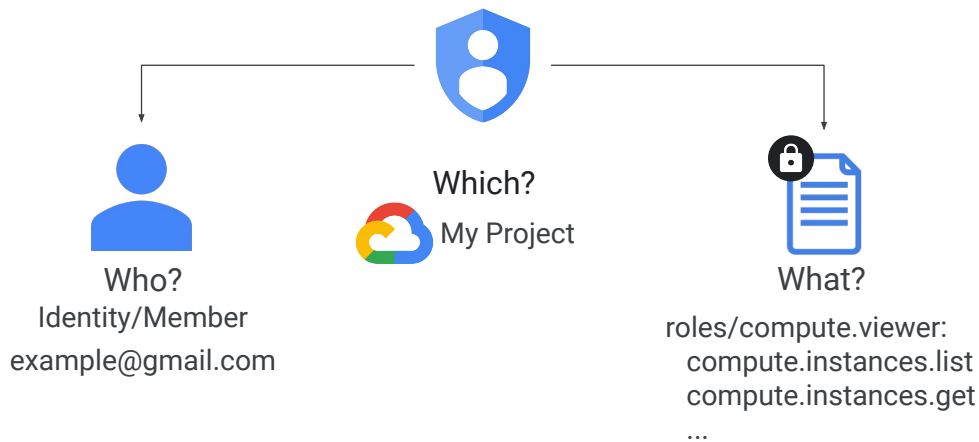 Which?
My Project
Who?
Identity/Member
example@gmail.com
What?
roles/compute.viewer:
compute.instances.list
compute.instances.get
...